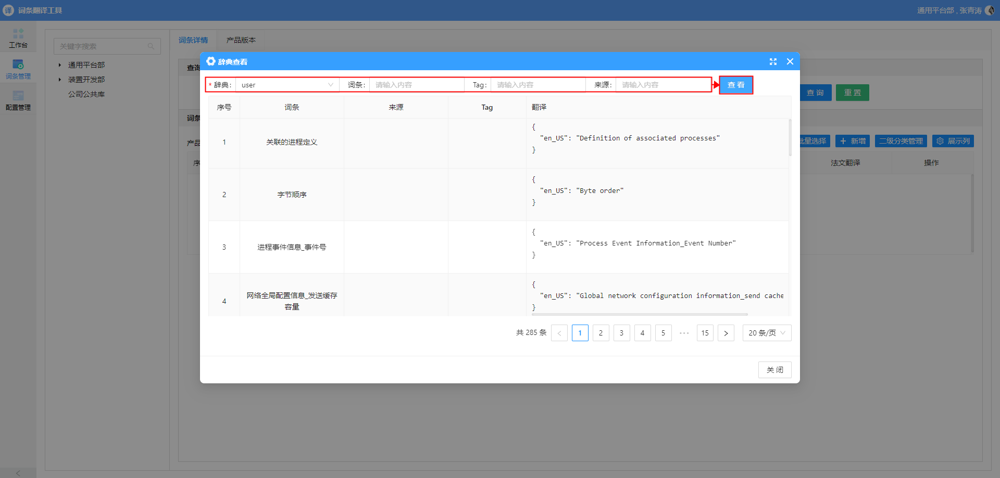 译 词条翻译工具
通用平台部 , 张青涛
工作台
词条管理
配置管理
关键字搜索
通用平台部
装置开发部
公司公共库
词条详情 产品版本
查询
查 询 重 置
词条
产品
批量选择 + 新增 二级分类管理 展示列
序
法文翻译 操作
辞典查看
* 辞典: user 词条: 请输入内容 Tag: 请输入内容 来源: 请输入内容 查 看
序号 词条 来源 Tag 翻译
1 关联的进程定义
{
"en_US": "Definition of associated processes"
}
2 字节顺序
{
"en_US": "Byte order"
}
3 进程事件信息_事件号
{
"en_US": "Process Event Information_Event Number"
}
4 网络全局配置信息_发送缓存
容量
{
"en_US": "Global network configuration information_send cache
}
共 285 条 < 1 2 3 4 5 ••• 15 > 20 条/页
关 闭